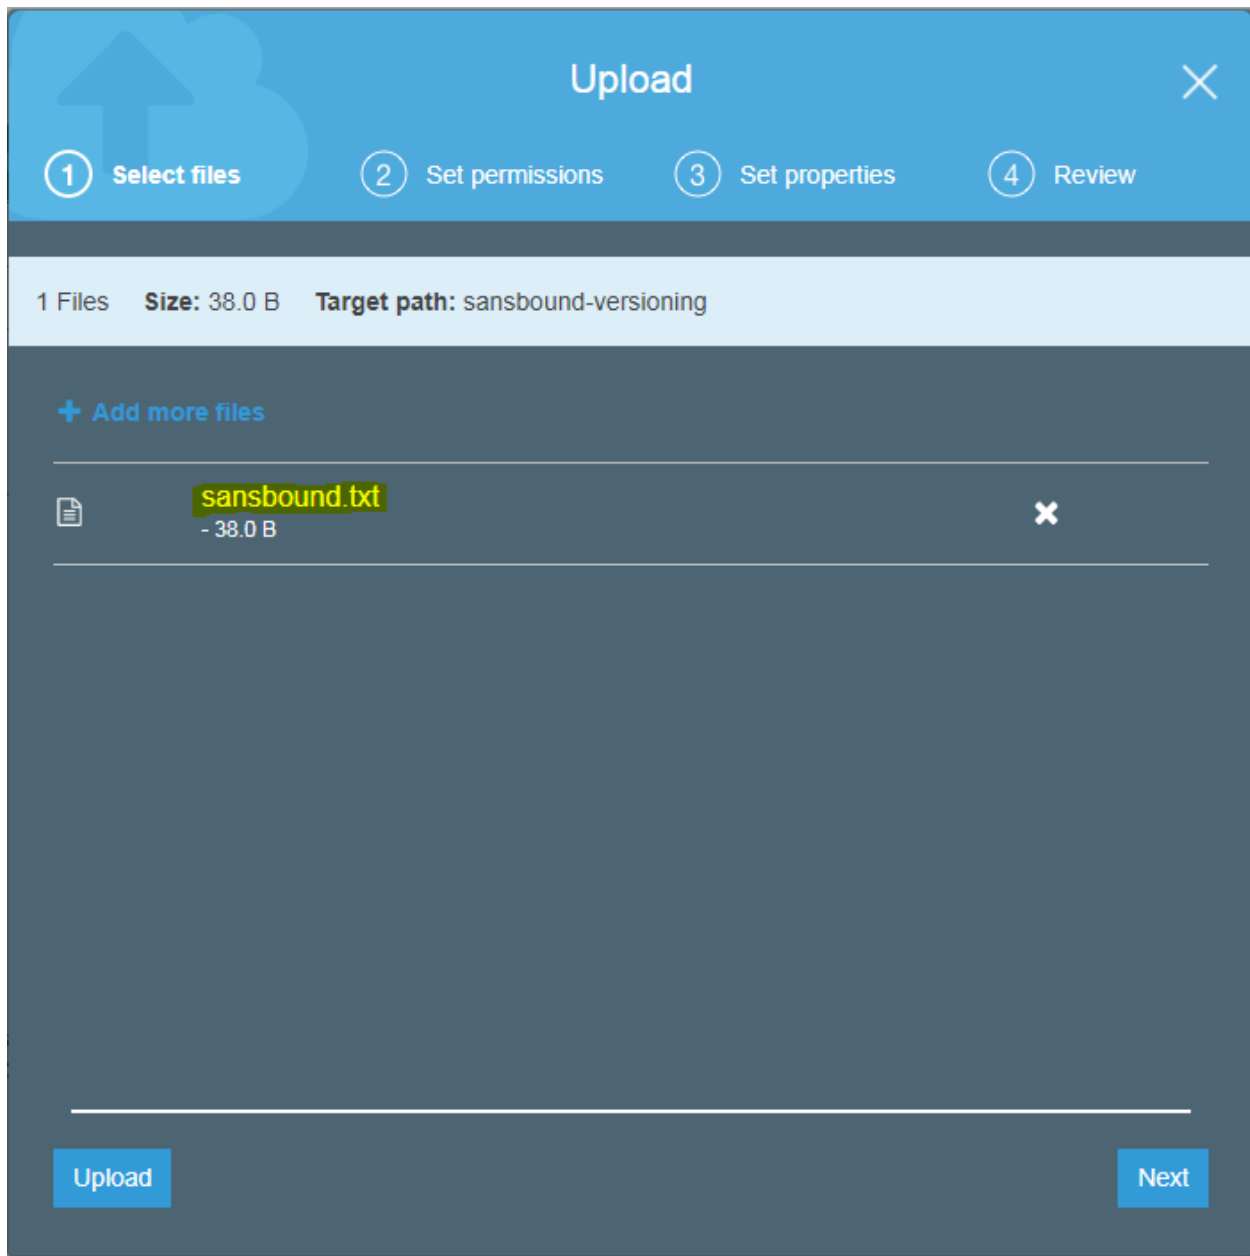 Upload
1 Select files 2 Set permissions 3 Set properties 4 Review
1 Files Size: 38.0 B Target path: sansbound-versioning
+ Add more files
sansbound.txt
- 38.0 B
Upload Next